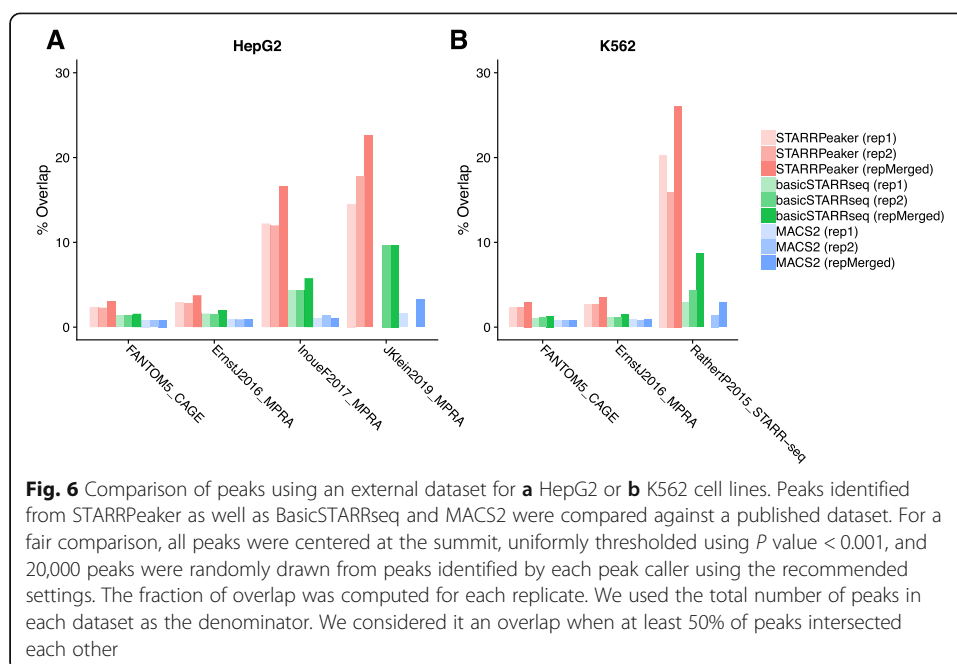 A
HepG2
30
20
10
0
% Overlap
FANTOM5_CAGE
ErnstJ2016_MPRA
InoueF2017_MPRA
JKlein2019_MPRA
B
K562
30
20
10
0
% Overlap
FANTOM5_CAGE
ErnstJ2016_MPRA
RathertP2015_STARR-seq
STARRPeaker (rep1)
STARRPeaker (rep2)
STARRPeaker (repMerged)
basicSTARRseq (rep1)
basicSTARRseq (rep2)
basicSTARRseq (repMerged)
MACS2 (rep1)
MACS2 (rep2)
MACS2 (repMerged)
Fig. 6 Comparison of peaks using an external dataset for a HepG2 or b K562 cell lines. Peaks identified
from STARRPeaker as well as BasicSTARRseq and MACS2 were compared against a published dataset. For a
fair comparison, all peaks were centered at the summit, uniformly thresholded using P value < 0.001, and
20,000 peaks were randomly drawn from peaks identified by each peak caller using the recommended
settings. The fraction of overlap was computed for each replicate. We used the total number of peaks in
each dataset as the denominator. We considered it an overlap when at least 50% of peaks intersected
each other